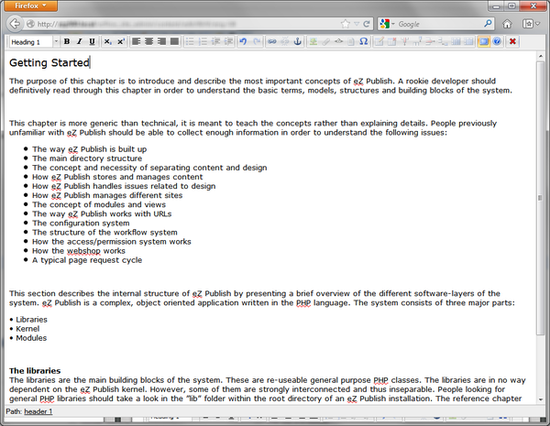 Firefox
http://
Google
Heading 1
B I U
Getting Started
The purpose of this chapter is to introduce and describe the most important concepts of eZ Publish. A rookie developer should
definitively read through this chapter in order to understand the basic terms, models, structures and building blocks of the system.
This chapter is more generic than technical, it is meant to teach the concepts rather than explaining details. People previously
unfamiliar with eZ Publish should be able to collect enough information in order to understand the following issues:
• The way eZ Publish is built up
• The main directory structure
• The concept and necessity of separating content and design
• How eZ Publish stores and manages content
• How eZ Publish handles issues related to design
• How eZ Publish manages different sites
• The concept of modules and views
• The way eZ Publish works with URLs
• The configuration system
• The structure of the workflow system
• How the access/permission system works
• How the webshop works
• A typical page request cycle
This section describes the internal structure of eZ Publish by presenting a brief overview of the different software-layers of the
system. eZ Publish is a complex, object oriented application written in the PHP language. The system consists of three major parts:
• Libraries
• Kernel
• Modules
The libraries
The libraries are the main building blocks of the system. These are re-useable general purpose PHP classes. The libraries are in no way
dependent on the eZ Publish kernel. However, some of them are strongly interconnected and thus inseparable. People looking for
general PHP libraries should take a look in the "lib" folder within the root directory of an eZ Publish installation. The reference chapter
Path: header 1